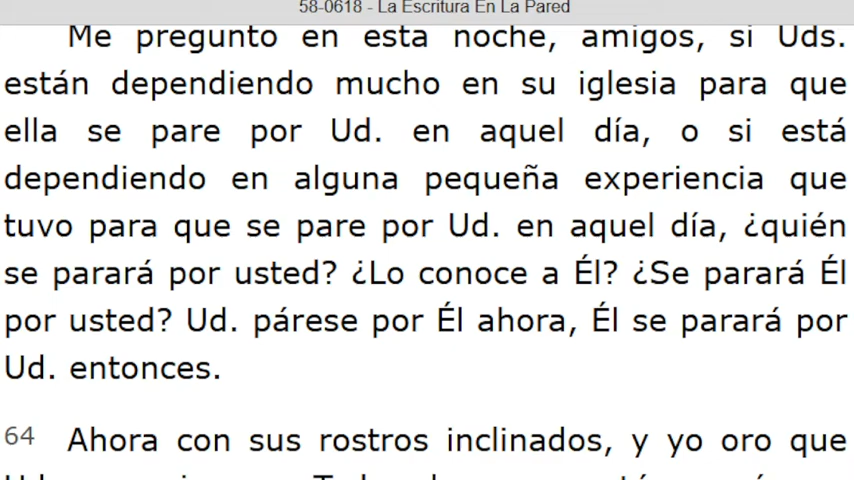 58-0618 - La Escritura En La Pared
Me pregunto en esta noche, amigos, si Uds.
están dependiendo mucho en su iglesia para que
ella se pare por Ud. en aquel día, o si está
dependiendo en alguna pequeña experiencia que
tuvo para que se pare por Ud. en aquel día, ¿quién
se parará por usted? ¿Lo conoce a Él? ¿Se parará Él
por usted? Ud. párese por Él ahora, Él se parará por
Ud. entonces.
64 Ahora con sus rostros inclinados, y yo oro que